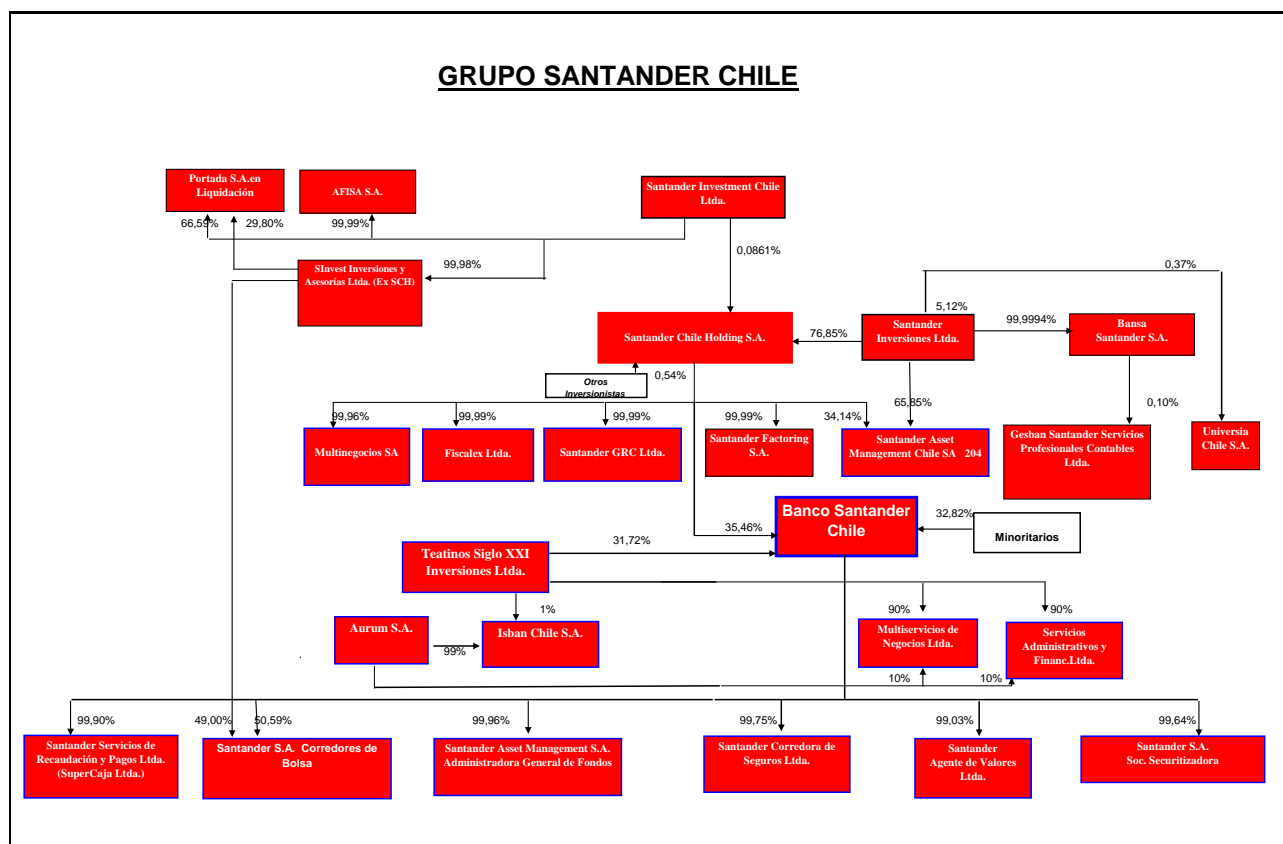 GRUPO SANTANDER CHILE
Portada S.A.en
Liquidación
AFISA S.A.
Santander Investment Chile
Ltda.
66,59%
29,80%
99,99%
0,0861%
SInvest Inversiones y
Asesorías Ltda. (Ex SCH)
99,98%
0,37%
5,12%
Santander Chile Holding S.A.
76,85%
Santander
Inversiones Ltda.
99,9994%
Bansa
Santander S.A.
Otros
Inversionistas
0,54%
65,85%
0,10%
99,96%
99,99%
99,99%
99,99%
34,14%
Multinegocios SA
Fiscalex Ltda.
Santander GRC Ltda.
Santander Factoring
S.A.
Santander Asset
Management Chile SA 204
Gesban Santander Servicios
Profesionales Contables
Ltda.
Universia
Chile S.A.
Banco Santander
Chile
35,46%
32,82%
Minoritarios
Teatinos Siglo XXI
Inversiones Ltda.
31,72%
1%
90%
90%
Aurum S.A.
99%
Isban Chile S.A.
Multiservicios de
Negocios Ltda.
Servicios
Administrativos y
Financ.Ltda.
.
10%
10%
99,90%
49,00%
50,59%
99,96%
99,75%
99,03%
99,64%
Santander Servicios de
Recaudación y Pagos Ltda.
(SuperCaja Ltda.)
Santander S.A. Corredores de
Bolsa
Santander Asset Management S.A.
Administradora General de Fondos
Santander Corredora de
Seguros Ltda.
Santander
Agente de Valores
Ltda.
Santander S.A.
Soc. Securitizadora